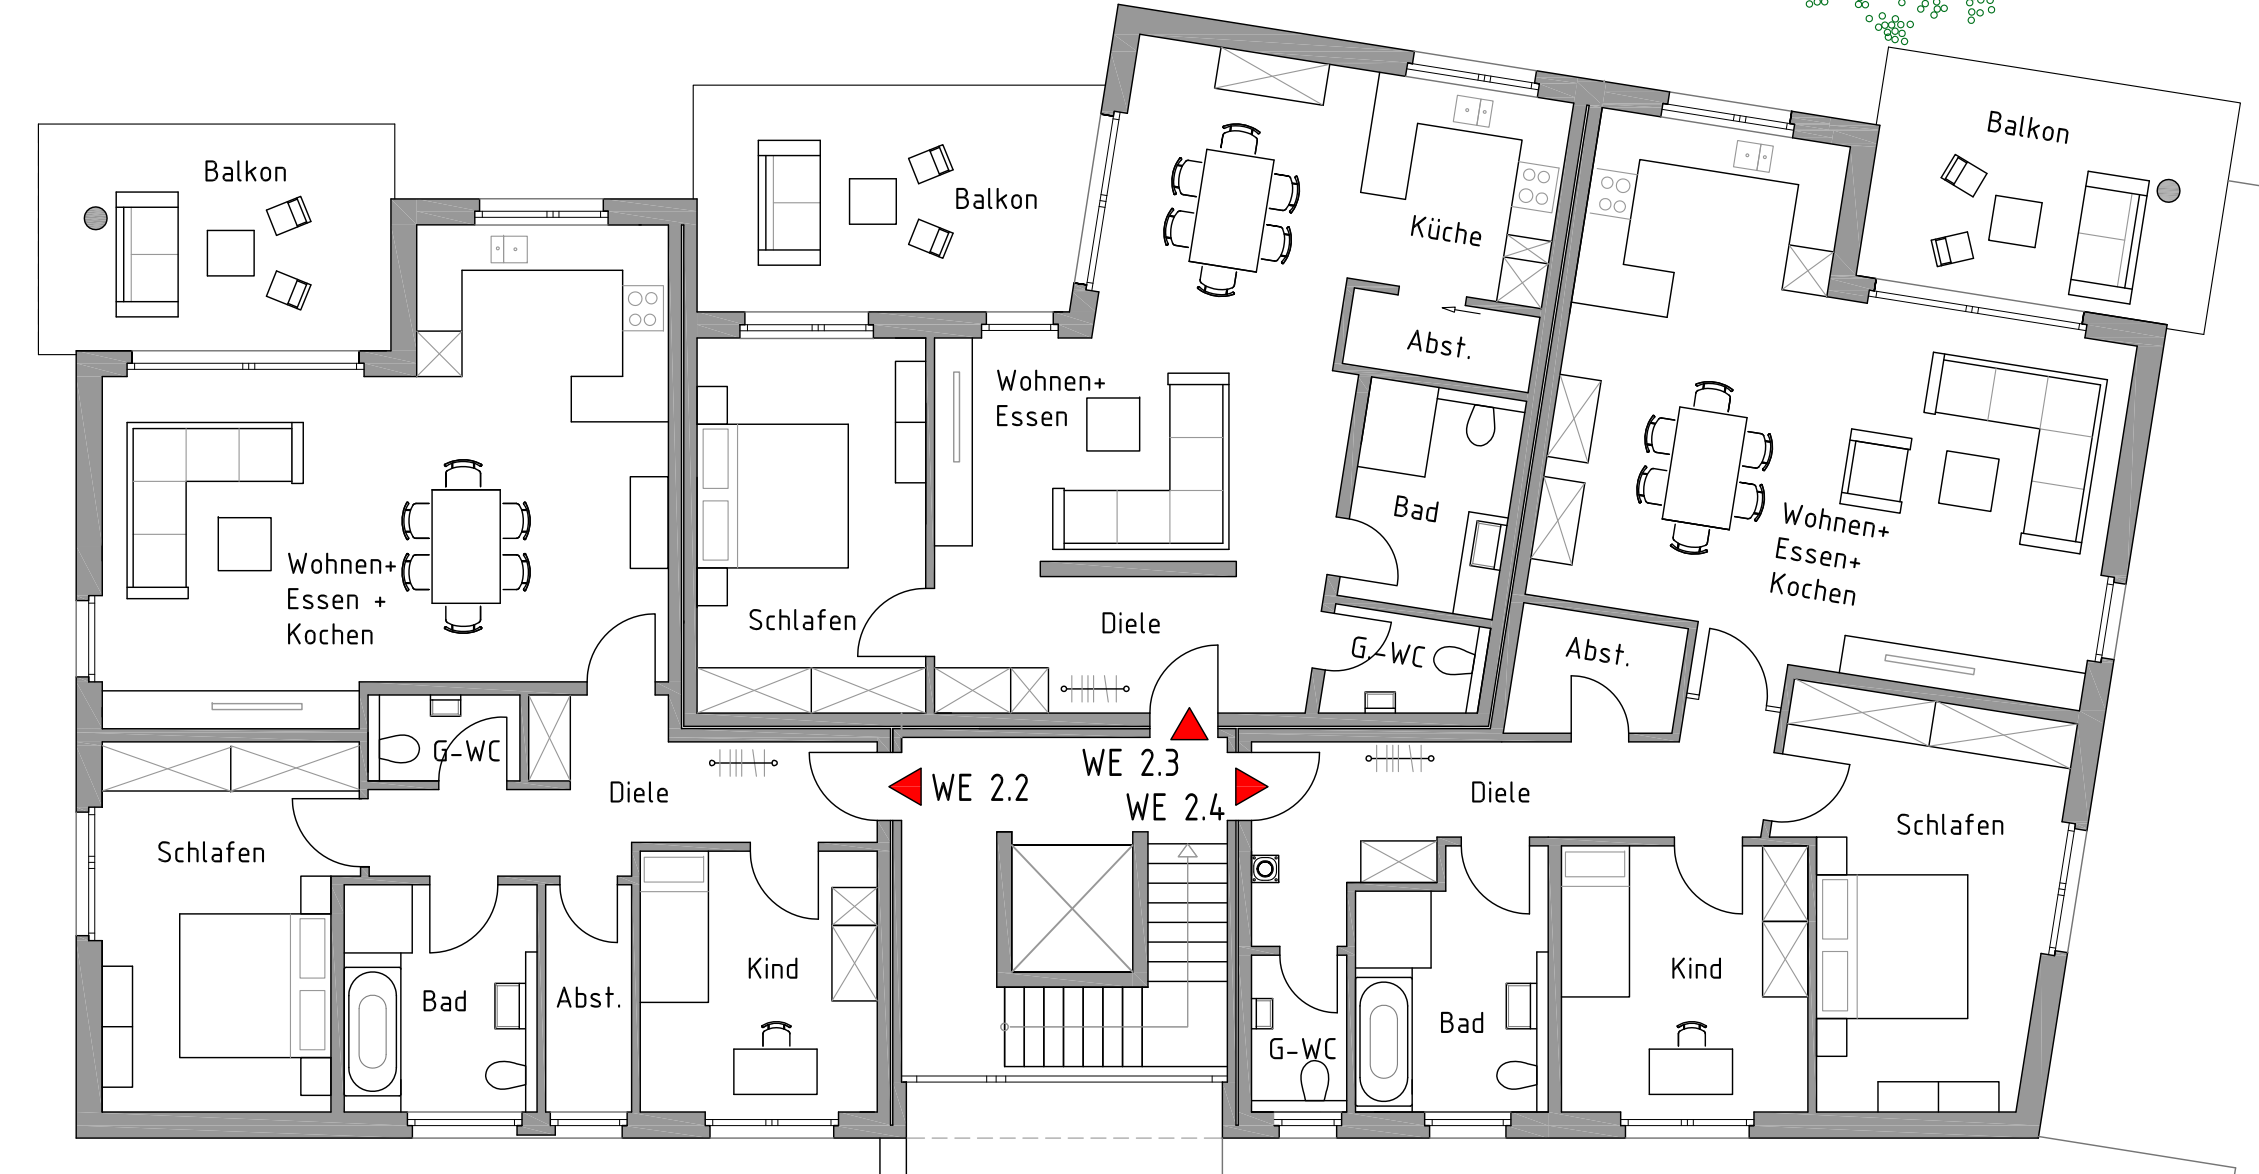 Balkon
Balkon
Balkon
Küche
Abst.
Wohnen+
Essen
Bad
Wohnen+
Essen+
Kochen
Wohnen+
Essen +
Kochen
Schlafen
Diele
G.-WC
Abst.
G-WC
WE 2.3
WE 2.2
WE 2.4
Diele
Diele
Schlafen
Schlafen
Kind
Kind
Bad
Abst.
Bad
G-WC